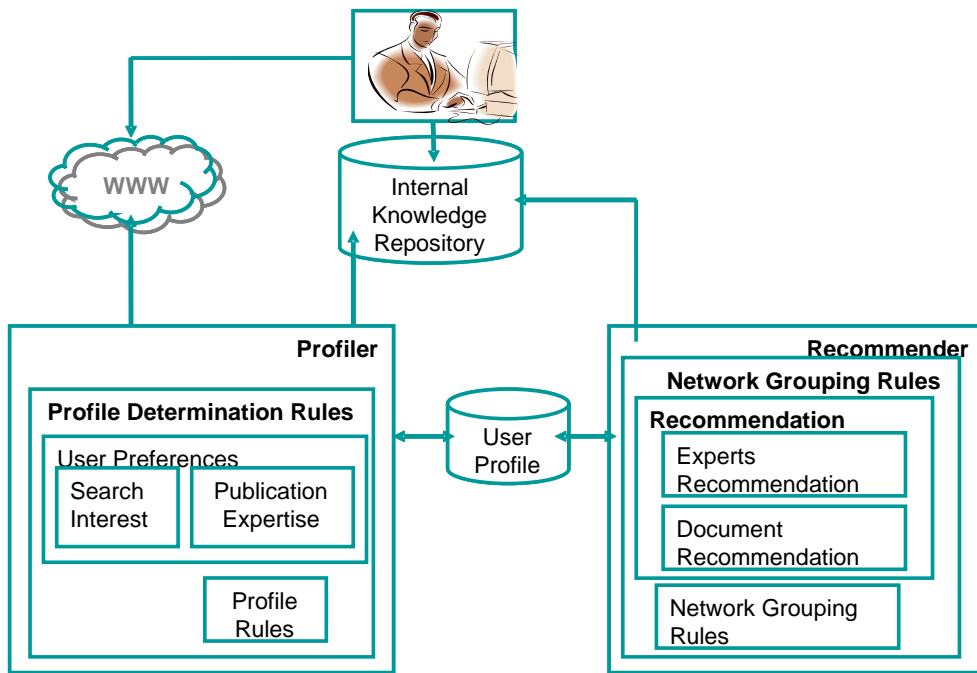 WWW
Internal
Knowledge
Repository
Profiler
Profile Determination Rules
User Preferences
Search
Interest
Publication
Expertise
Profile
Rules
User
Profile
Recommender
Network Grouping Rules
Recommendation
Experts
Recommendation
Document
Recommendation
Network Grouping
Rules